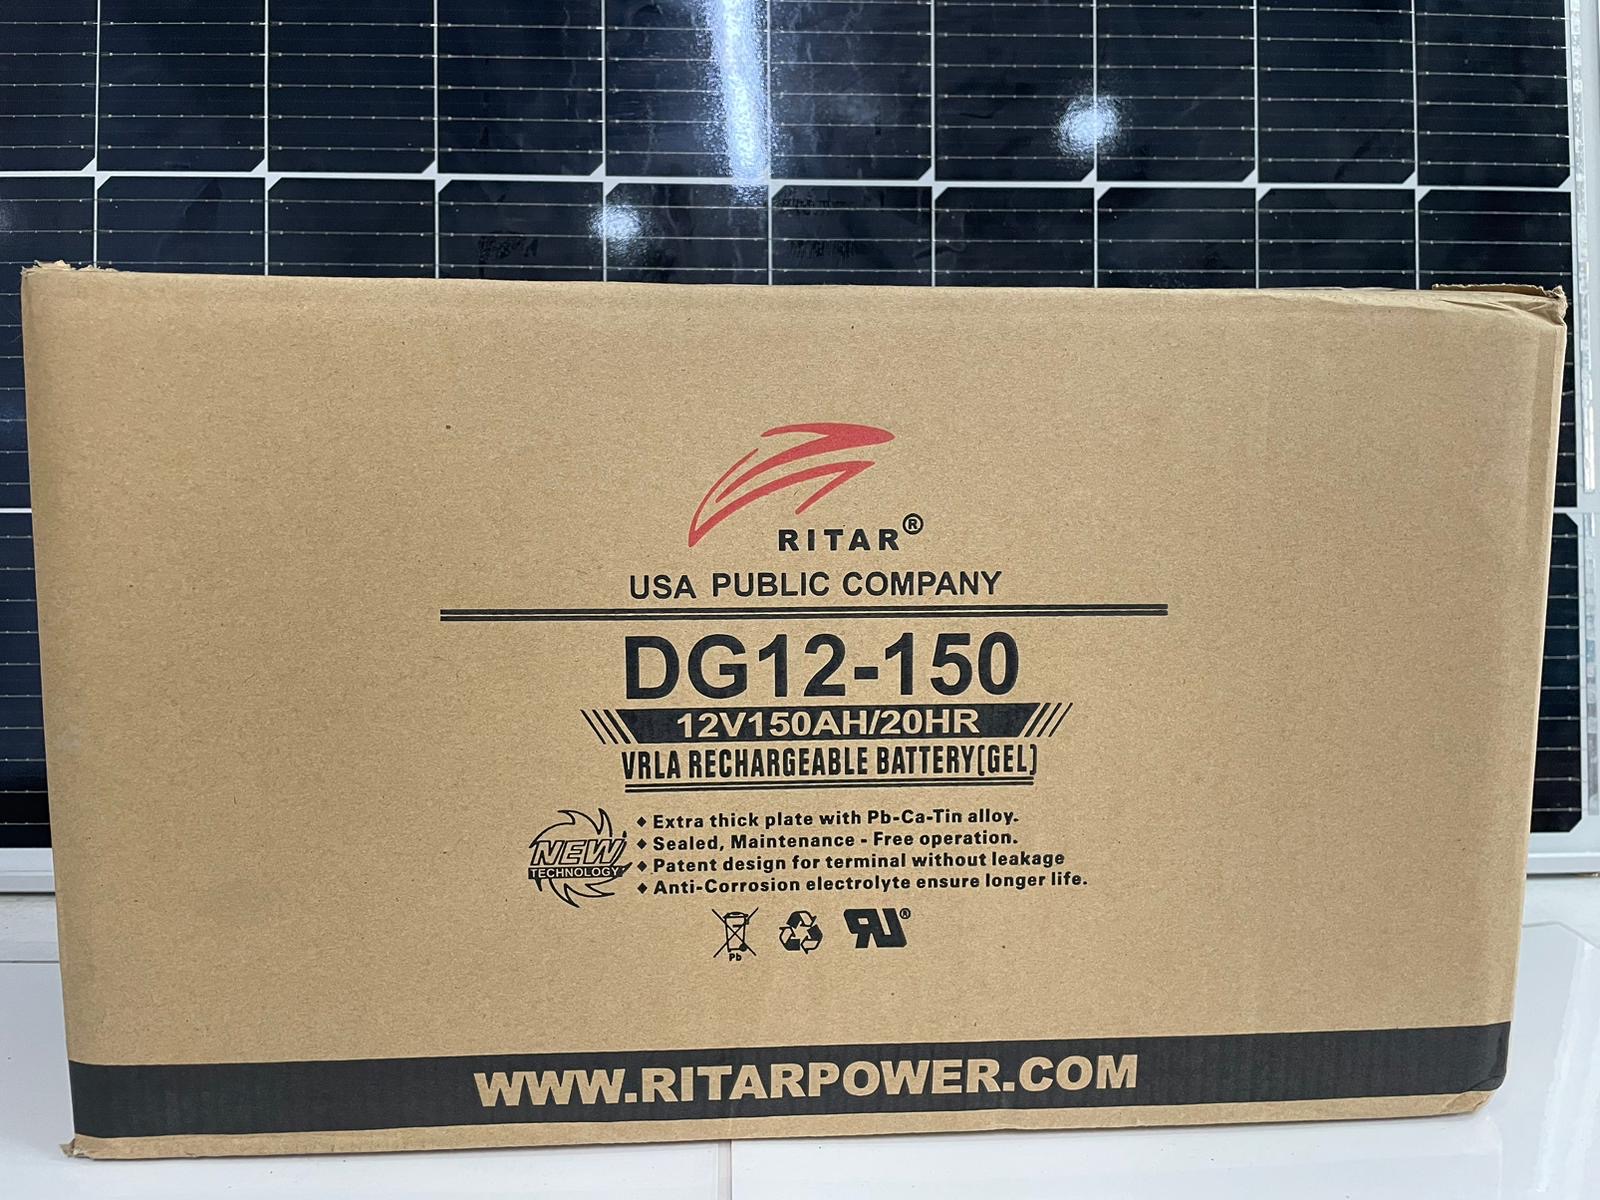 RITAR®
USA PUBLIC COMPANY
DG12-150
12V150AH/20HR
VRLA RECHARGEABLE BATTERY(GEL)
NEW
TECHNOLOGY
◆ Extra thick plate with Pb-Ca-Tin alloy.
◆ Sealed, Maintenance - Free operation.
◆ Patent design for terminal without leakage
◆ Anti-Corrosion electrolyte ensure longer life.
Pb
RU®
WWW.RITARPOWER.COM